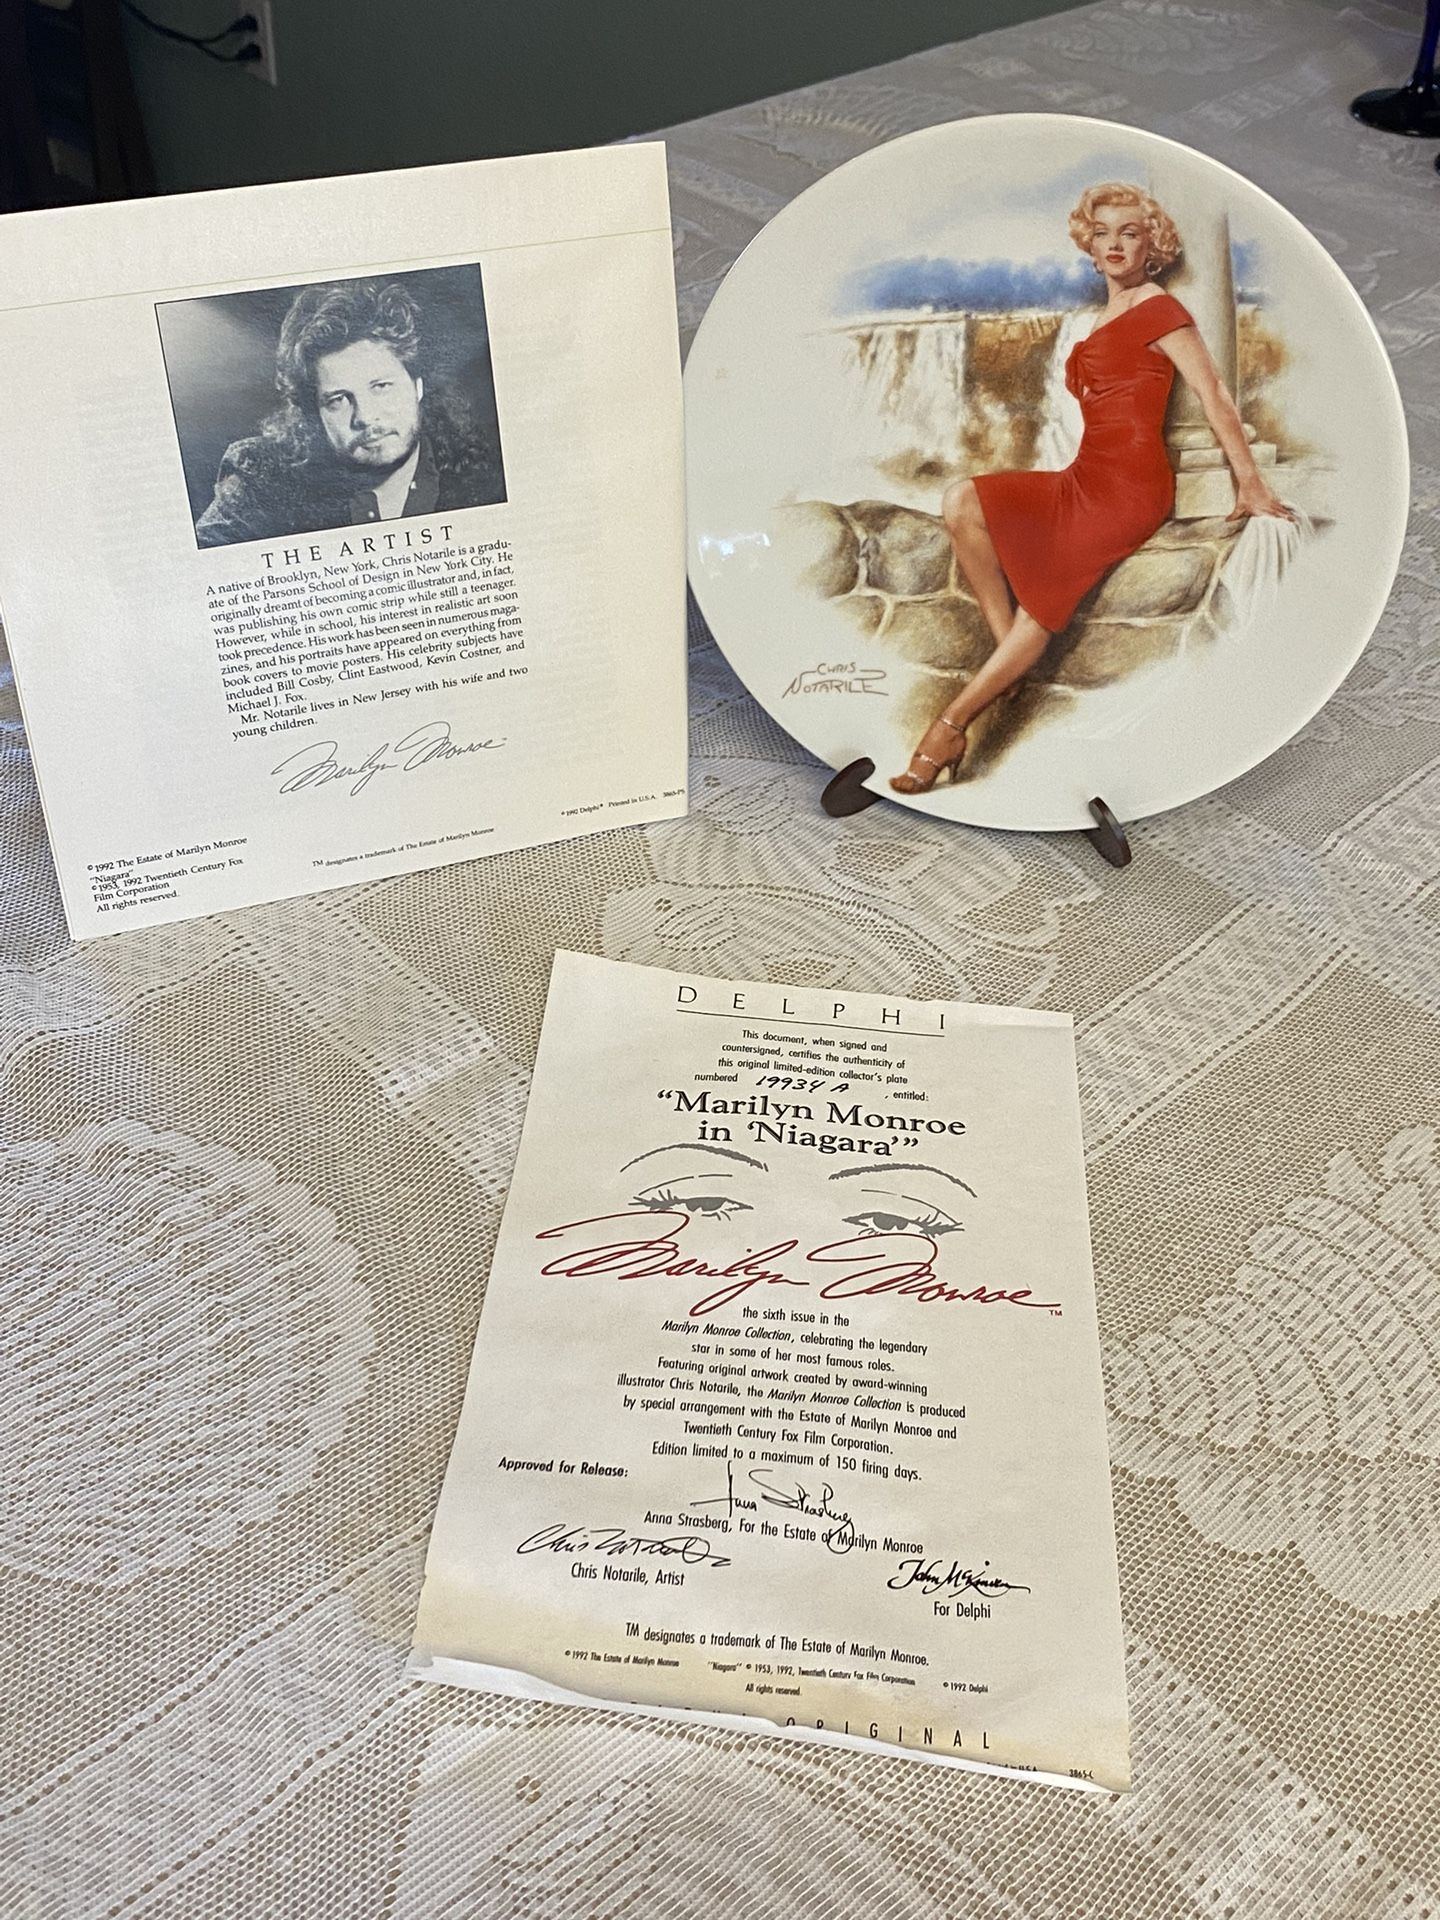 THE ARTIST
A native of Brooklyn, New York, Chris Notarile is a gradu-
ate of the Parsons School of Design in New York City. He
originally dreamt of becoming a comic illustrator and, in fact,
was publishing his own comic strip while still a teenager.
However, while in school, his interest in realistic art soon
took precedence. His work has been seen in numerous maga-
zines, and his portraits have appeared on everything from
book covers to movie posters. His celebrity subjects have
included Bill Cosby, Clint Eastwood, Kevin Costner, and
Michael J. Fox.
Mr. Notarile lives in New Jersey with his wife and two
young children.
Marilyn Monroe
© 1992 The Estate of Marilyn Monroe
"Niagara"
© 1953, 1992 Twentieth Century Fox
Film Corporation
All rights reserved.
TM designates a trademark of The Estate of Marilyn Monroe
© 1992 Delphi® Printed in U.S.A. 3865-PS
CHRIS
NOTARILE
DELPHI
This document, when signed and
countersigned, certifies the authenticity of
this original limited-edition collector's plate
numbered 19934 A , entitled:
“Marilyn Monroe
in ‘Niagara’”
Marilyn Monroe TM
the sixth issue in the
Marilyn Monroe Collection, celebrating the legendary
star in some of her most famous roles.
Featuring original artwork created by award-winning
illustrator Chris Notarile, the Marilyn Monroe Collection is produced
by special arrangement with the Estate of Marilyn Monroe and
Twentieth Century Fox Film Corporation.
Edition limited to a maximum of 150 firing days.
Approved for Release:
Anna Strasberg
Anna Strasberg, For the Estate of Marilyn Monroe
Chris Notarile
Chris Notarile, Artist
For Delphi
TM designates a trademark of The Estate of Marilyn Monroe.
© 1992 The Estate of Marilyn Monroe "Niagara" © 1953, 1992, Twentieth Century Fox Film Corporation © 1992 Delphi
All rights reserved.
ORIGINAL
3865-C